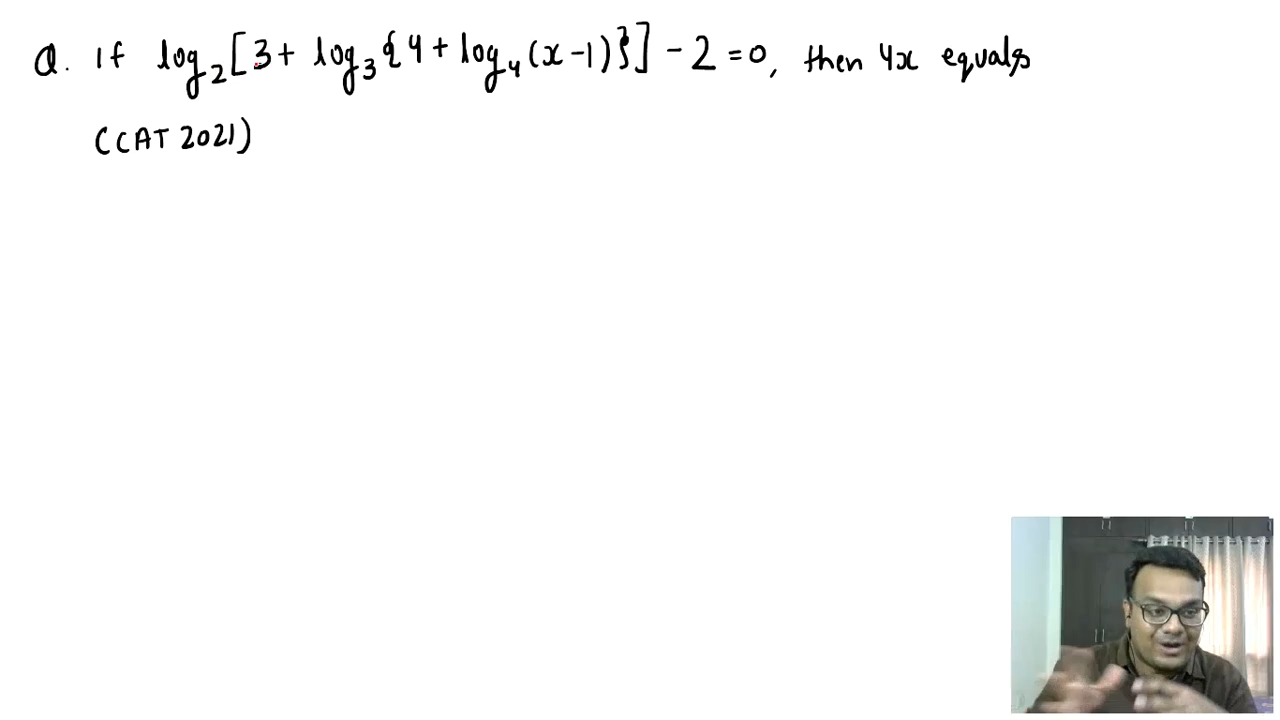 Q. If log₂[3 + log₃{4 + log₄(x-1)}] - 2 = 0, then 4x equals
(CAT 2021)